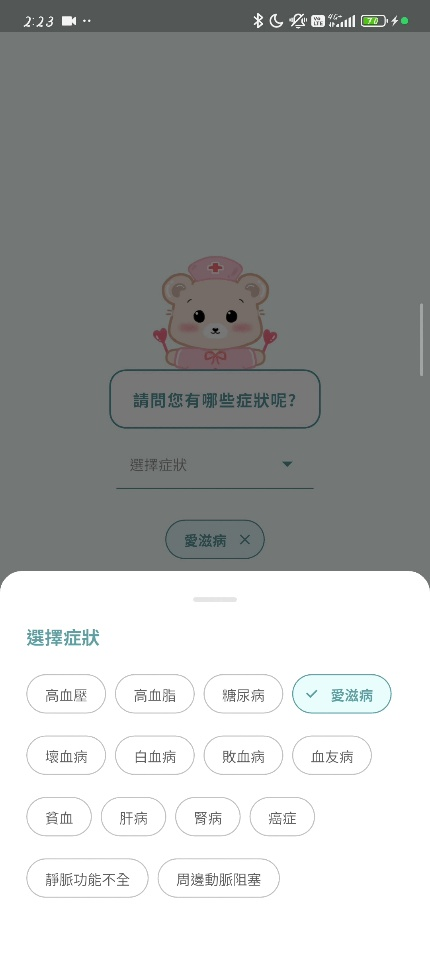 2:23
Vo LTE 4G 70
請問您有哪些症狀呢?
選擇症狀
愛滋病
選擇症狀
高血壓 高血脂 糖尿病 愛滋病
壞血病 白血病 敗血病 血友病
貧血 肝病 腎病 癌症
靜脈功能不全 周邊動脈阻塞